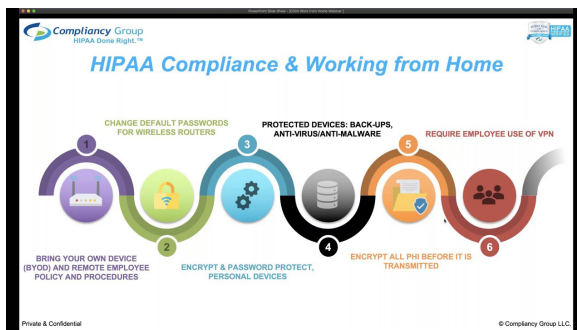 Compliancy Group
HIPAA Done Right.™
HIPAA
HIPAA Compliance & Working from Home
CHANGE DEFAULT PASSWORDS
FOR WIRELESS ROUTERS
PROTECTED DEVICES: BACK-UPS,
ANTI-VIRUS/ANTI-MALWARE
REQUIRE EMPLOYEE USE OF VPN
1
3
5
2
4
6
BRING YOUR OWN DEVICE
(BYOD) AND REMOTE EMPLOYEE
POLICY AND PROCEDURES
ENCRYPT & PASSWORD PROTECT,
PERSONAL DEVICES
ENCRYPT ALL PHI BEFORE IT IS
TRANSMITTED
Private & Confidential
© Compliancy Group LLC.